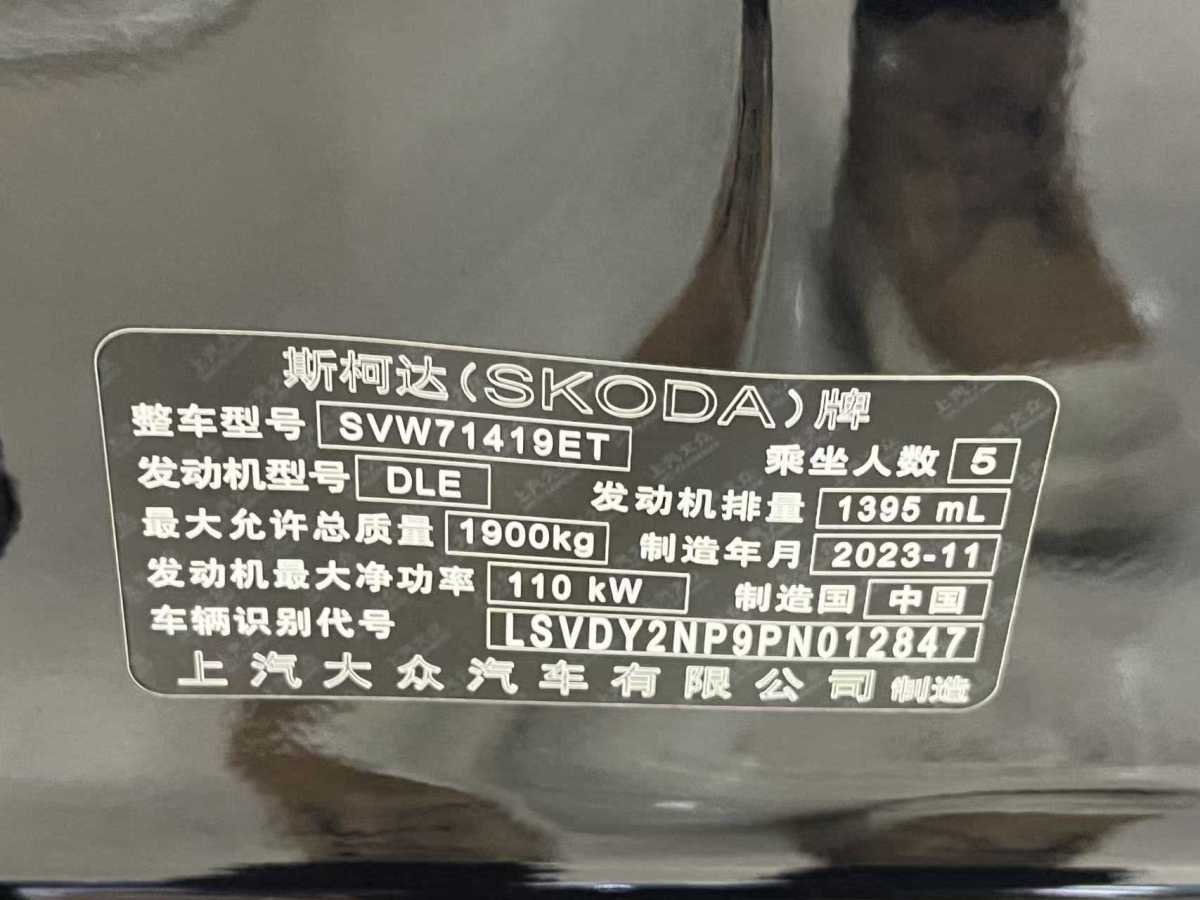 斯柯达(SKODA)牌
整车型号 SVW71419ET 乘坐人数 5
发动机型号 DLE 发动机排量 1395 mL
最大允许总质量 1900kg 制造年月 2023-11
发动机最大净功率 110 kW 制造国 中国
车辆识别代号 LSVDY2NP9PN012847
上汽大众汽车有限公司 制造